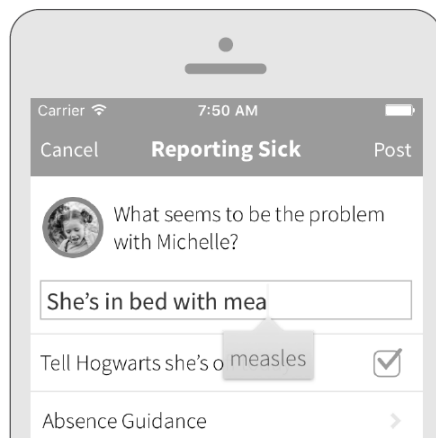 Carrier 7:50 AM
Cancel Reporting Sick Post
What seems to be the problem
with Michelle?
She's in bed with mea
measles
Tell Hogwarts she's o
Absence Guidance